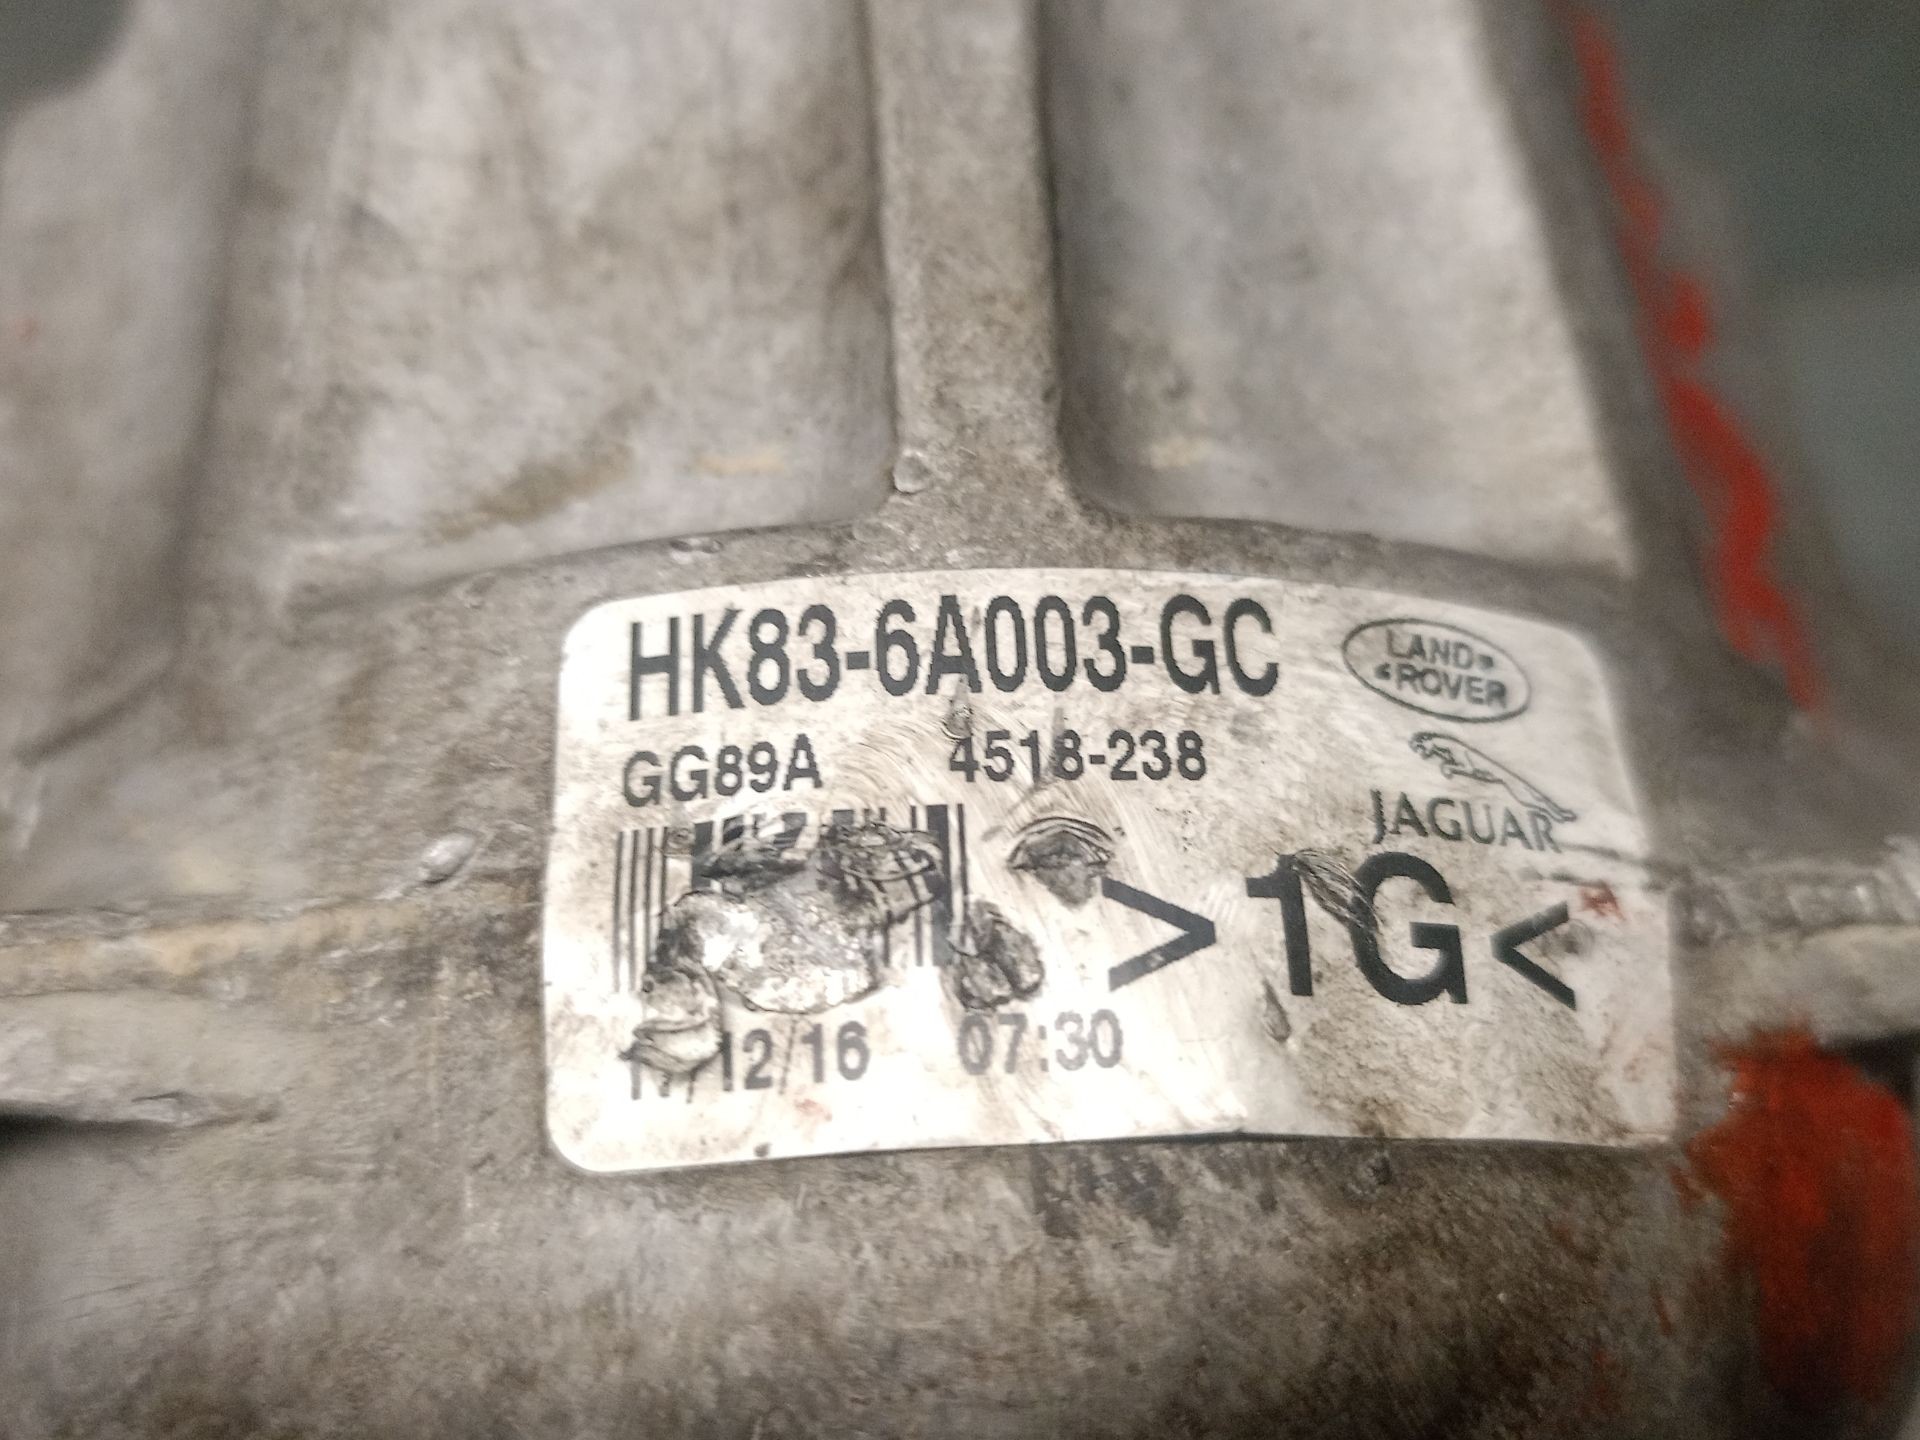 HK83-6A003-GC
LAND
ROVER
GG89A 4518-238
JAGUAR
>1G<
/12/16 07:30